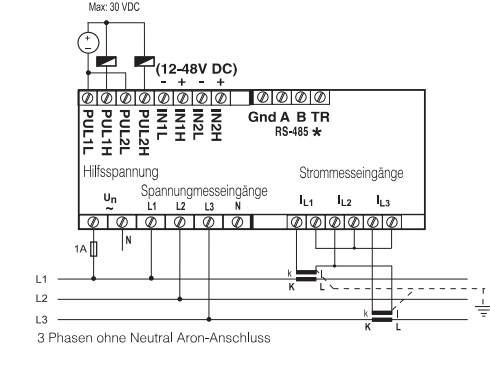 Max: 30 VDC
+
−
(12-48V DC)
- + - +
PUL1L PUL1H PUL2L PUL2H IN1L IN1H IN2L IN2H
Gnd A B TR
RS-485 *
Hilfsspannung
Strommesseingänge
Un
~
Spannungmesseingänge
L1 L2 L3 N
IL1 IL2 IL3
1A
N
L1
k l
K L
L2
L3
k l
K L
3 Phasen ohne Neutral Aron-Anschluss